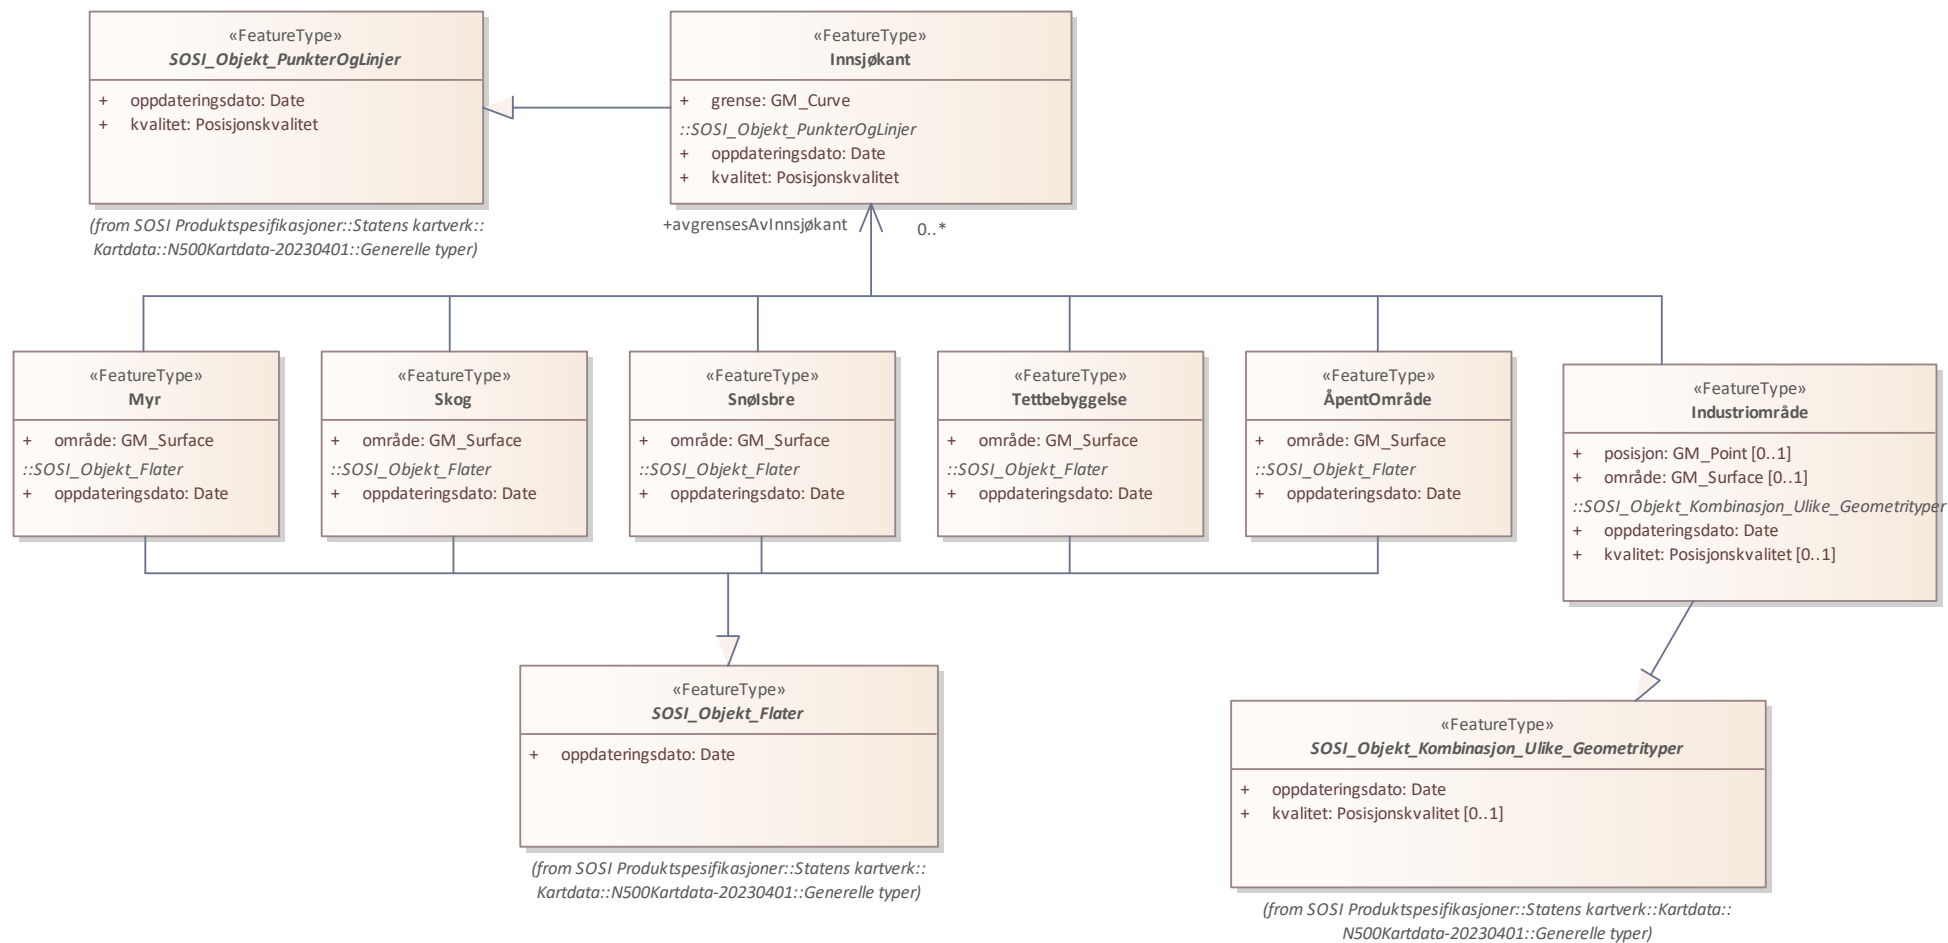 «FeatureType»
SOSI_Objekt_PunkterOgLinjer
+ oppdateringsdato: Date
+ kvalitet: Posisjonskvalitet
(from SOSI Produktspesifikasjoner::Statens kartverk::
Kartdata::N500Kartdata-20230401::Generelle typer)
«FeatureType»
Innsjøkant
+ grense: GM_Curve
::SOSI_Objekt_PunkterOgLinjer
+ oppdateringsdato: Date
+ kvalitet: Posisjonskvalitet
+avgrensesAvInnsjøkant
0..*
«FeatureType»
Myr
+ område: GM_Surface
::SOSI_Objekt_Flater
+ oppdateringsdato: Date
«FeatureType»
Skog
+ område: GM_Surface
::SOSI_Objekt_Flater
+ oppdateringsdato: Date
«FeatureType»
SnøIsbre
+ område: GM_Surface
::SOSI_Objekt_Flater
+ oppdateringsdato: Date
«FeatureType»
Tettbebyggelse
+ område: GM_Surface
::SOSI_Objekt_Flater
+ oppdateringsdato: Date
«FeatureType»
ÅpentOmråde
+ område: GM_Surface
::SOSI_Objekt_Flater
+ oppdateringsdato: Date
«FeatureType»
Industriområde
+ posisjon: GM_Point [0..1]
+ område: GM_Surface [0..1]
::SOSI_Objekt_Kombinasjon_Ulike_Geometrityper
+ oppdateringsdato: Date
+ kvalitet: Posisjonskvalitet [0..1]
«FeatureType»
SOSI_Objekt_Flater
+ oppdateringsdato: Date
(from SOSI Produktspesifikasjoner::Statens kartverk::
Kartdata::N500Kartdata-20230401::Generelle typer)
«FeatureType»
SOSI_Objekt_Kombinasjon_Ulike_Geometrityper
+ oppdateringsdato: Date
+ kvalitet: Posisjonskvalitet [0..1]
(from SOSI Produktspesifikasjoner::Statens kartverk::Kartdata::
N500Kartdata-20230401::Generelle typer)